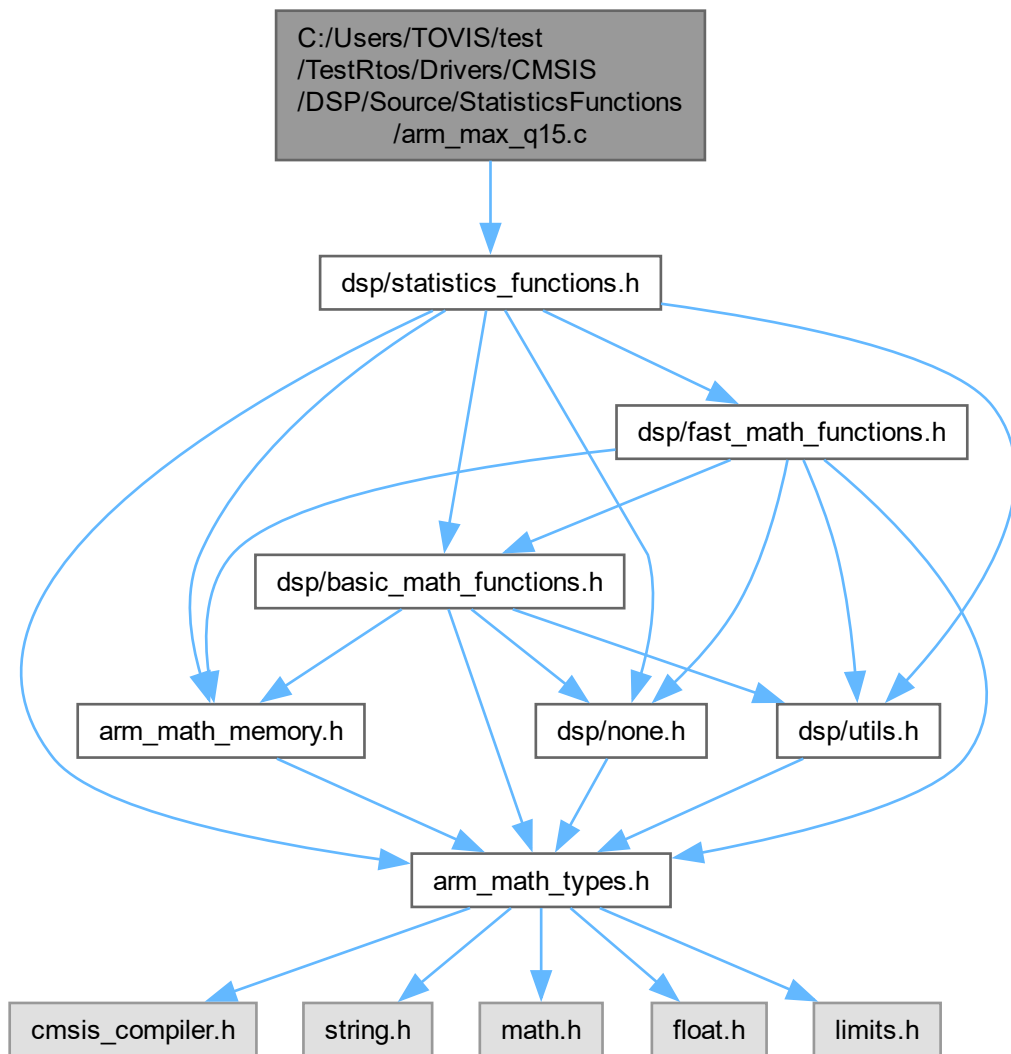 C:/Users/TOVIS/test
/TestRtos/Drivers/CMSIS
/DSP/Source/StatisticsFunctions
/arm_max_q15.c
dsp/statistics_functions.h
dsp/fast_math_functions.h
dsp/basic_math_functions.h
arm_math_memory.h
dsp/none.h
dsp/utils.h
arm_math_types.h
cmsis_compiler.h
string.h
math.h
float.h
limits.h